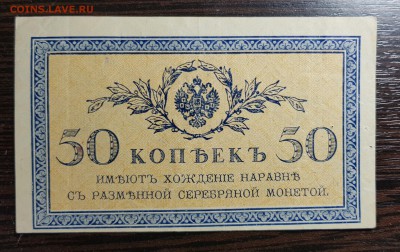 COINS-LAVE.RU
50 КОПѢЕКЪ 50
ИМѢЮТЪ ХОЖДЕНІЕ НАРАВНѢ
СЪ РАЗМѢННОЙ СЕРЕБРЯНОЙ МОНЕТОЙ.